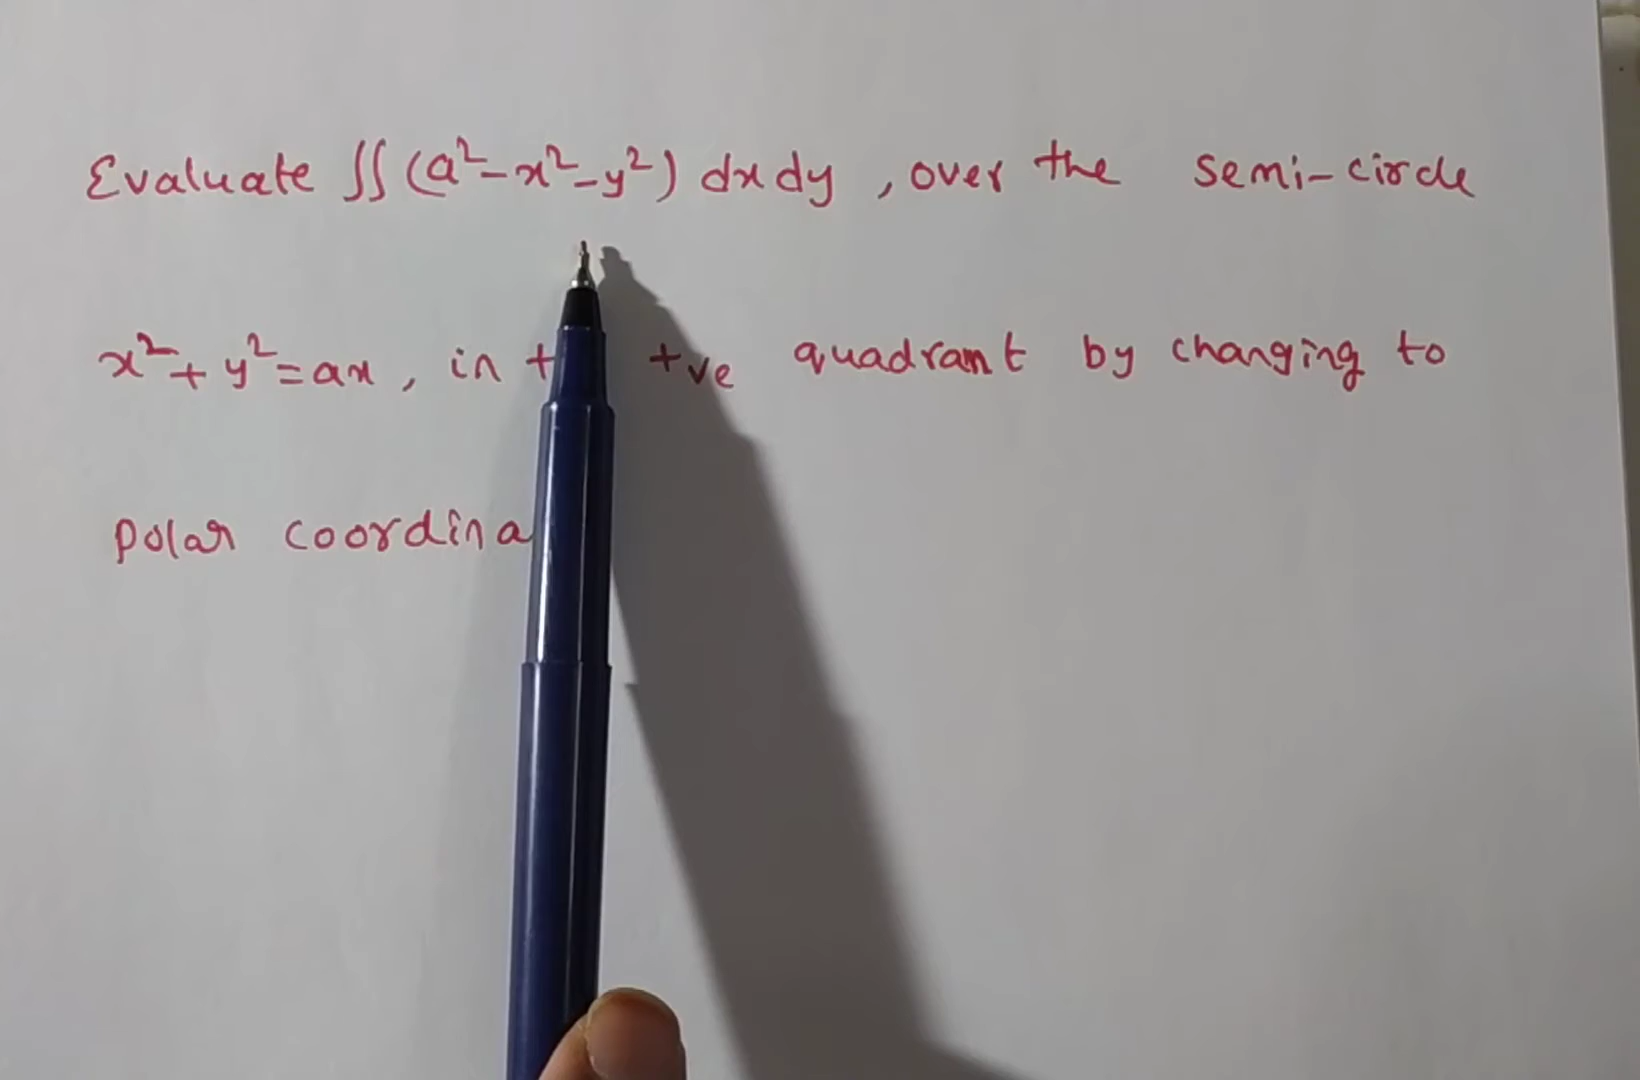 Evaluate ∫∫ (a²-x²-y²) dx dy , over the semi-circle
x²+y²=ax , in +ve quadrant by changing to
polar coordina